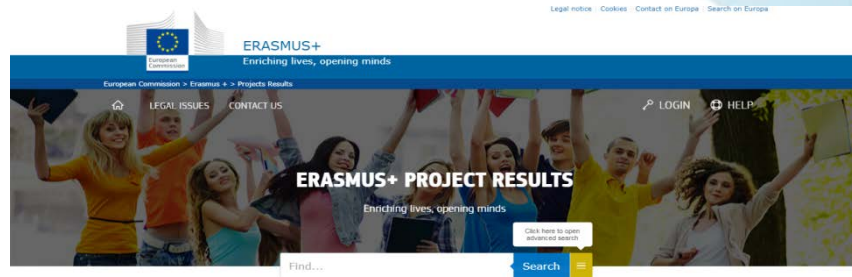 Legal notice | Cookies | Contact on Europa | Search on Europa
European
Commission
ERASMUS+
Enriching lives, opening minds
European Commission > Erasmus + > Projects Results
LEGAL ISSUES CONTACT US LOGIN HELP
ERASMUS+ PROJECT RESULTS
Enriching lives, opening minds
Click here to open
advanced search
Find... Search